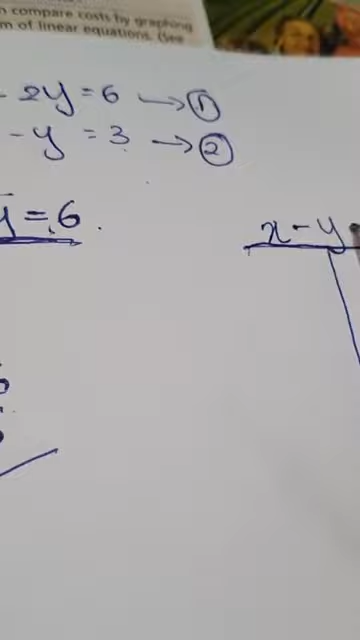 compare costs by graphing
m of linear equations. (See
- 2y = 6 → ①
- y = 3 → ②
y = 6
x - y